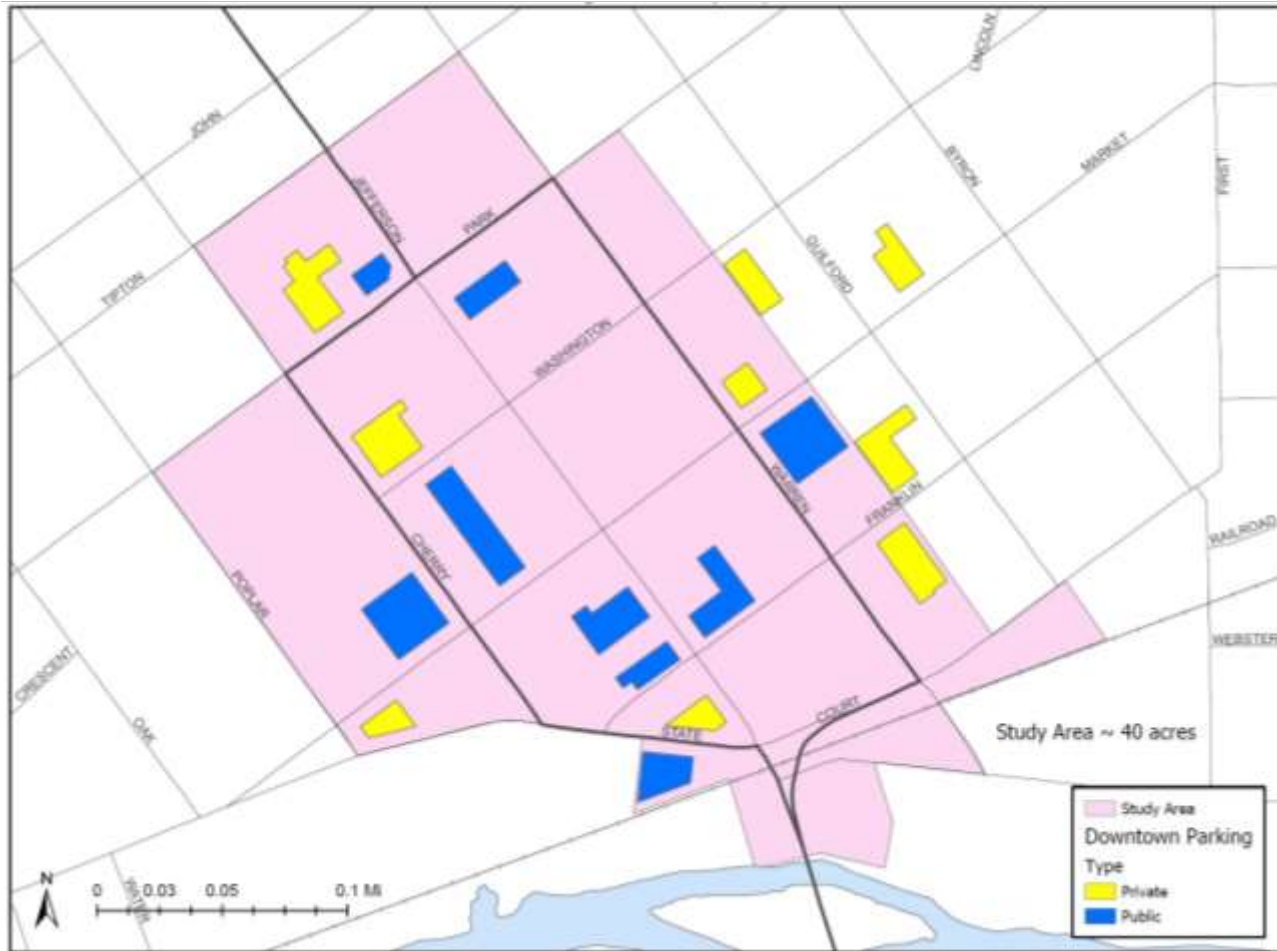 LINCOLN
JOHN
BYRON
MARKET
FIRST
JEFFERSON
PARK
GUILFORD
TIPTON
WASHINGTON
WARREN
FRANKLIN
RAILROAD
CHERRY
POPLAR
WEBSTER
CRESCENT
OAK
COURT
STATE
Study Area ~ 40 acres
Study Area
Downtown Parking
Type
Private
Public
N
0 0.03 0.05 0.1 Mi
WATER